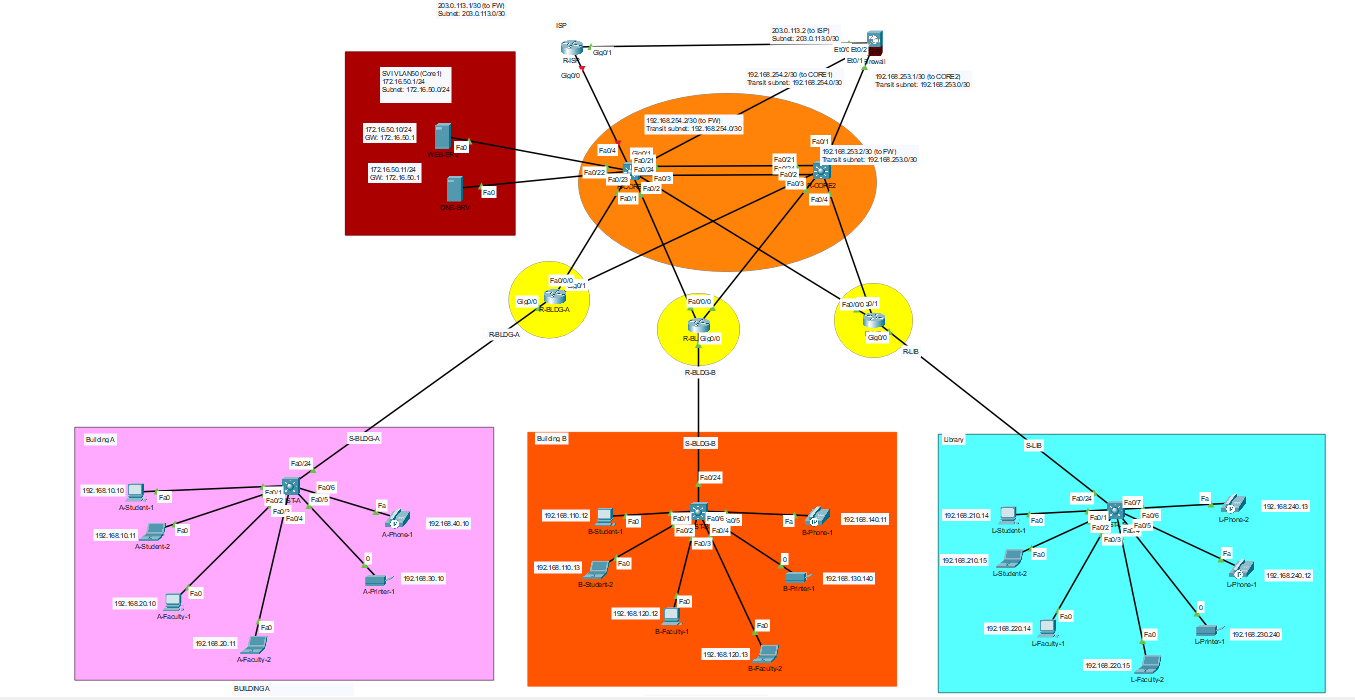 203.0.113.1/30 (to FW)
Subnet: 203.0.113.0/30
ISP
Gig0/1
Gig0/0
203.0.113.2 (to ISP)
Subnet: 203.0.113.0/30
Et0/0 Et0/2
Et0/1
192.168.254.2/30 (to CORE1)
Transit subnet: 192.168.254.0/30
192.168.253.1/30 (to CORE2)
Transit subnet: 192.168.253.0/30
SVI VLAN50 (Core1)
172.16.50.1/24
Subnet: 172.16.50.0/24
172.16.50.10/24
GW: 172.16.50.1
WEB-SRV
Fa0
172.16.50.11/24
GW: 172.16.50.1
Fa0
192.168.254.2/30 (to FW)
Transit subnet: 192.168.254.0/30
Fa0/4
Gig0/1
Fa0/21
Fa0/24
Fa0/22
Fa0/23
Fa0/3
Fa0/2
Fa0/1
Fa0/1
192.168.253.2/30 (to FW)
Transit subnet: 192.168.253.0/30
Fa0/21
Fa0/2
Fa0/3
Fa0/4
Fa0/0/0
Gig0/0
R-BLDG-A
R-BLDG-A
Fa0/0/0
Gig0/0
R-BLDG-B
Fa0/0/0
Gig0/0
R-LIB
Building A
S-BLDG-A
Fa0/24
192.168.10.10
Fa0
A-Student-1
Fa0/1
Fa0/2
Fa0/3
Fa0/4
Fa0/5
Fa0/6
192.168.10.11
Fa0
A-Student-2
Fa
192.168.40.10
A-Phone-1
0
192.168.30.10
A-Printer-1
192.168.20.10
Fa0
A-Faculty-1
192.168.20.11
Fa0
A-Faculty-2
BUILDING A
Building B
S-BLDG-B
Fa0/24
192.168.110.12
Fa0
B-Student-1
Fa0/1
Fa0/2
Fa0/3
Fa0/4
Fa0/5
Fa0/6
Fa
192.168.140.11
B-Phone-1
192.168.110.13
Fa0
B-Student-2
0
192.168.130.140
B-Printer-1
192.168.120.12
Fa0
B-Faculty-1
192.168.120.13
Fa0
B-Faculty-2
Library
S-LIB
Fa0/24
Fa0/7
192.168.210.14
Fa0
L-Student-1
Fa0/1
Fa0/2
Fa0/3
Fa0/5
Fa0/6
Fa
192.168.240.13
L-Phone-2
192.168.210.15
Fa0
L-Student-2
Fa
192.168.240.12
L-Phone-1
192.168.220.14
Fa0
L-Faculty-1
0
192.168.230.240
L-Printer-1
192.168.220.15
Fa0
L-Faculty-2